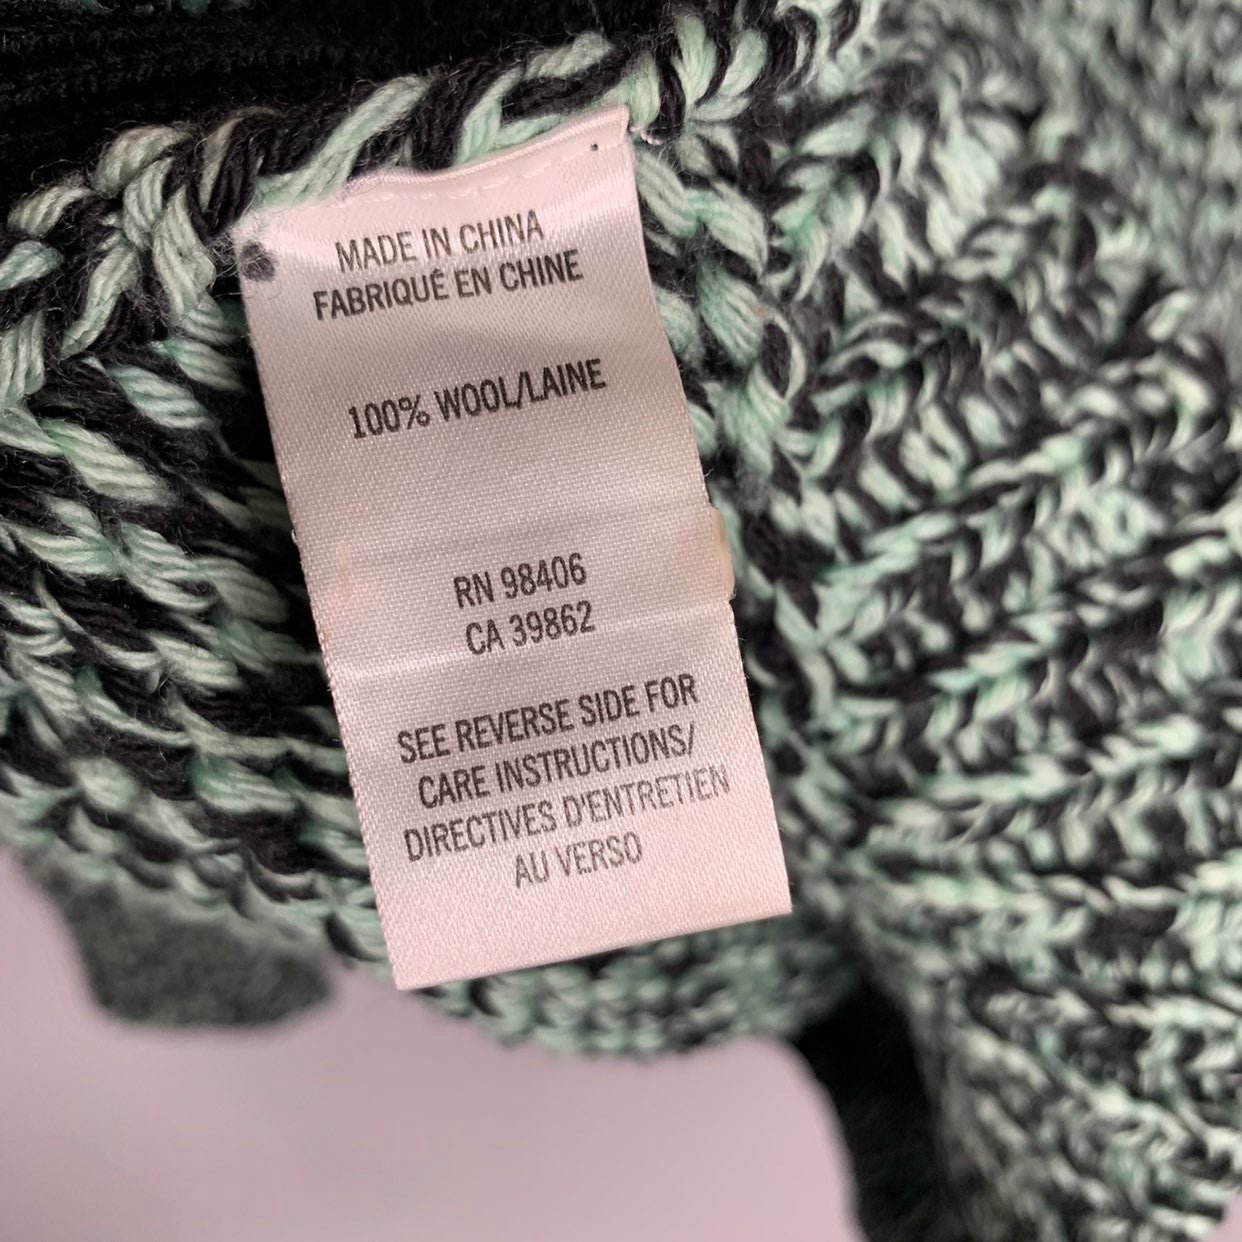 MADE IN CHINA
FABRIQUÉ EN CHINE
100% WOOL/LAINE
RN 98406
CA 39862
SEE REVERSE SIDE FOR
CARE INSTRUCTIONS/
DIRECTIVES D'ENTRETIEN
AU VERSO